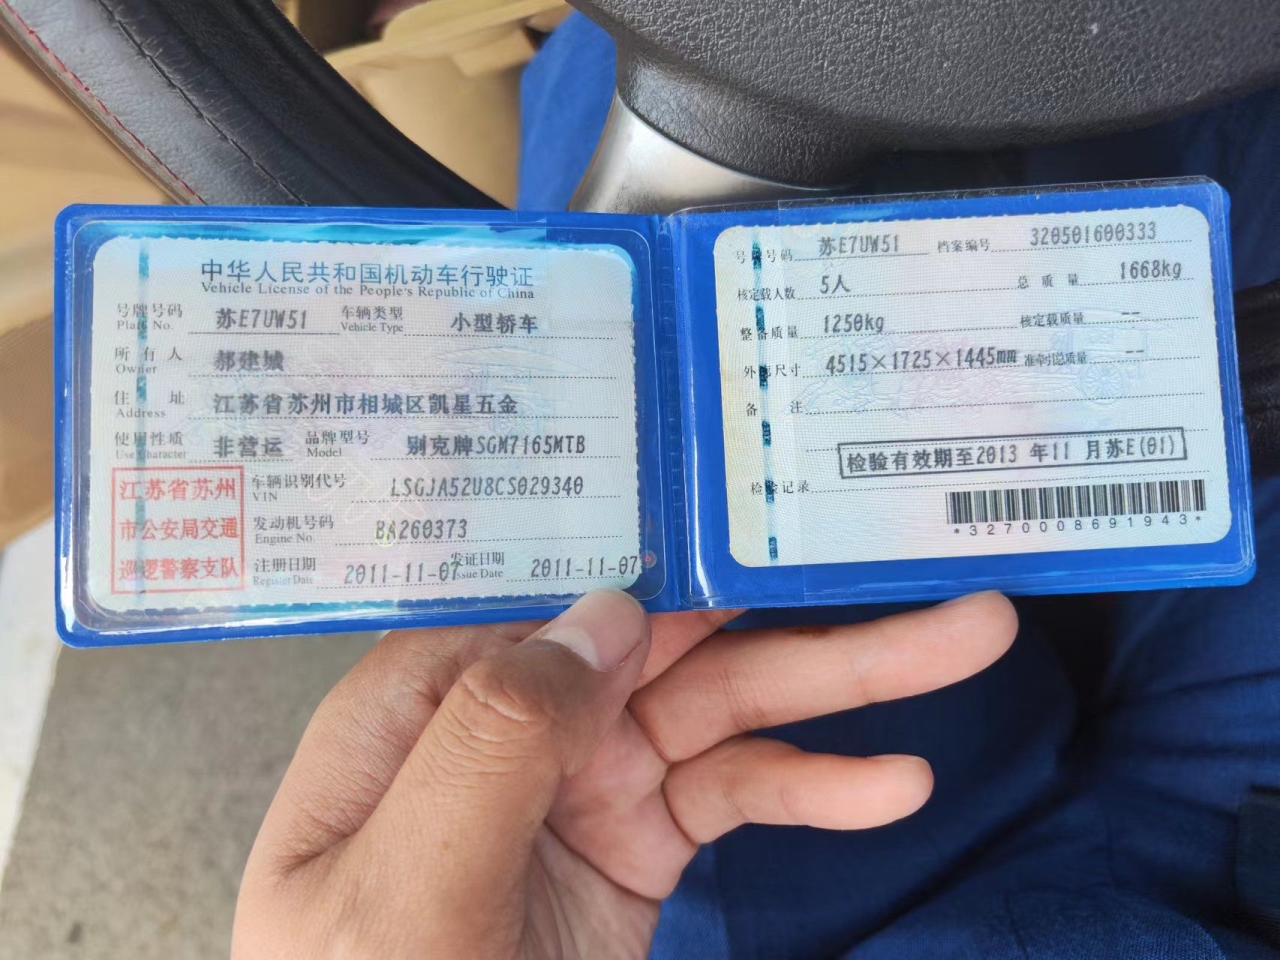 中华人民共和国机动车行驶证
Vehicle License of the People's Republic of China
号牌号码 苏E7UW51 车辆类型 小型轿车
Plate No. Vehicle Type
所有人 郝建城
Owner
住址 江苏省苏州市相城区凯星五金
Address
使用性质 非营运 品牌型号 别克牌SGM7165MTB
Use Character Model
江苏省苏州
市公安局交通
巡逻警察支队
车辆识别代号 LSGJA52U8CS029340
VIN
发动机号码 BA260373
Engine No.
注册日期 2011-11-07 发证日期 2011-11-07
Register Date Issue Date
号牌号码 苏E7UW51 档案编号 320501600333
核定载人数 5人 总质量 1668kg
整备质量 1250kg 核定载质量 --
外廓尺寸 4515×1725×1445mm 准牵引总质量 --
备注
检验有效期至2013 年11 月苏E(01)
检验记录
*3270008691943*